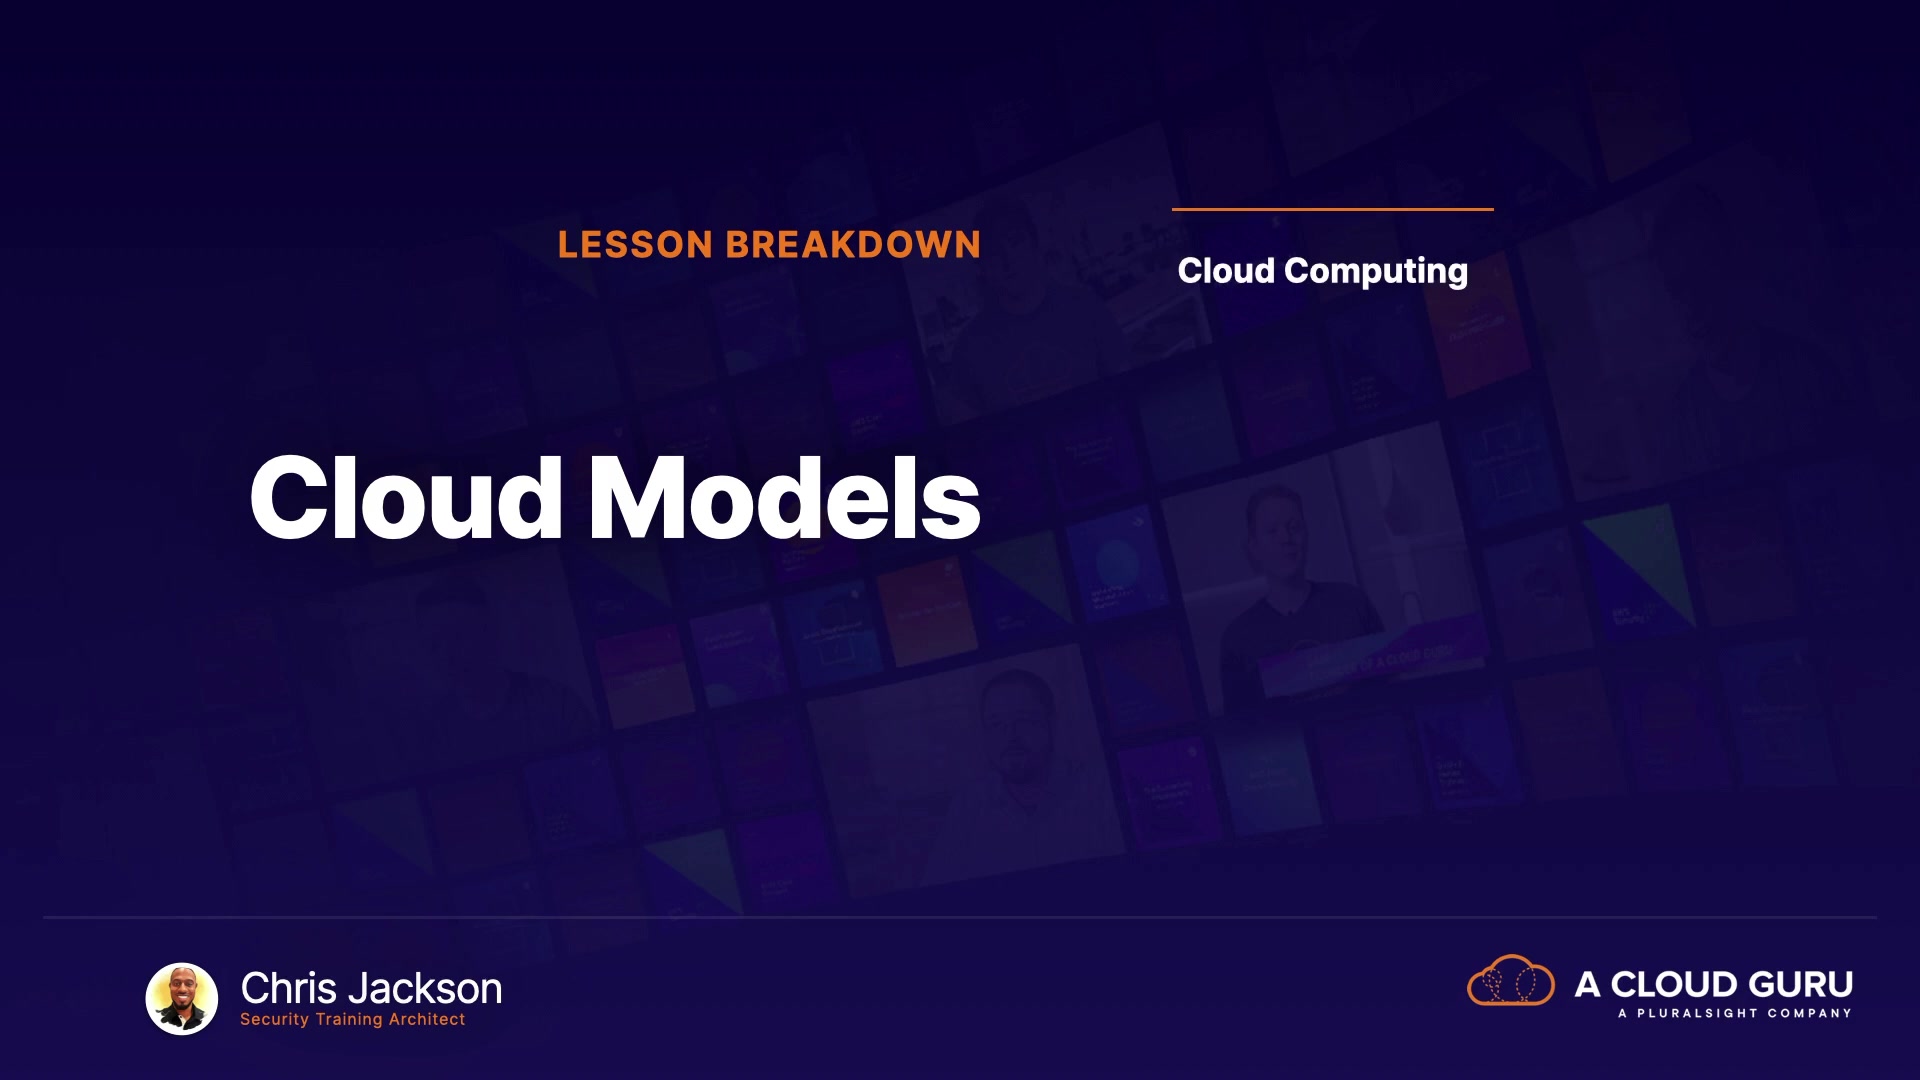 LESSON BREAKDOWN
Cloud Models
Cloud Computing
Chris Jackson
Security Training Architect
A CLOUD GURU
A PLURALSIGHT COMPANY